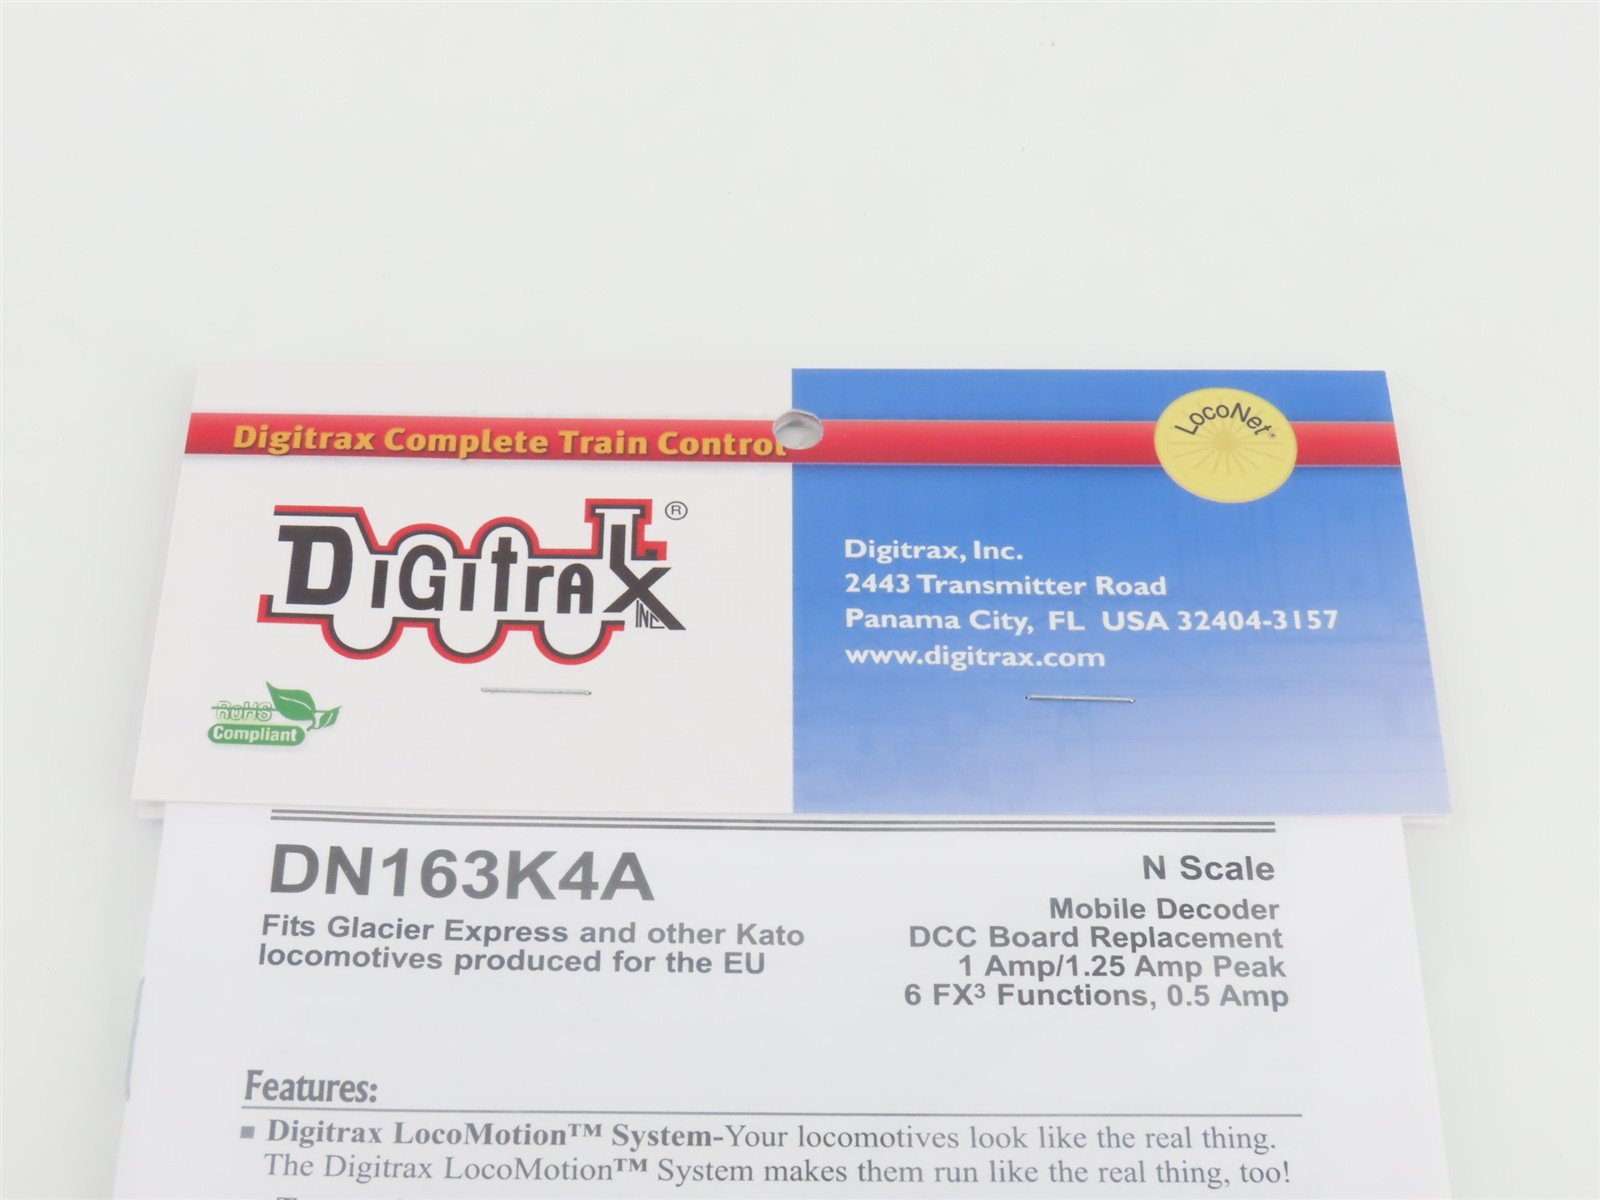 Digitrax Complete Train Control
LocoNet®
DiGitrAX ®
INC
RoHS
Compliant
Digitrax, Inc.
2443 Transmitter Road
Panama City, FL USA 32404-3157
www.digitrax.com
DN163K4A
Fits Glacier Express and other Kato
locomotives produced for the EU
N Scale
Mobile Decoder
DCC Board Replacement
1 Amp/1.25 Amp Peak
6 FX³ Functions, 0.5 Amp
Features:
■ Digitrax LocoMotion™ System-Your locomotives look like the real thing.
The Digitrax LocoMotion™ System makes them run like the real thing, too!